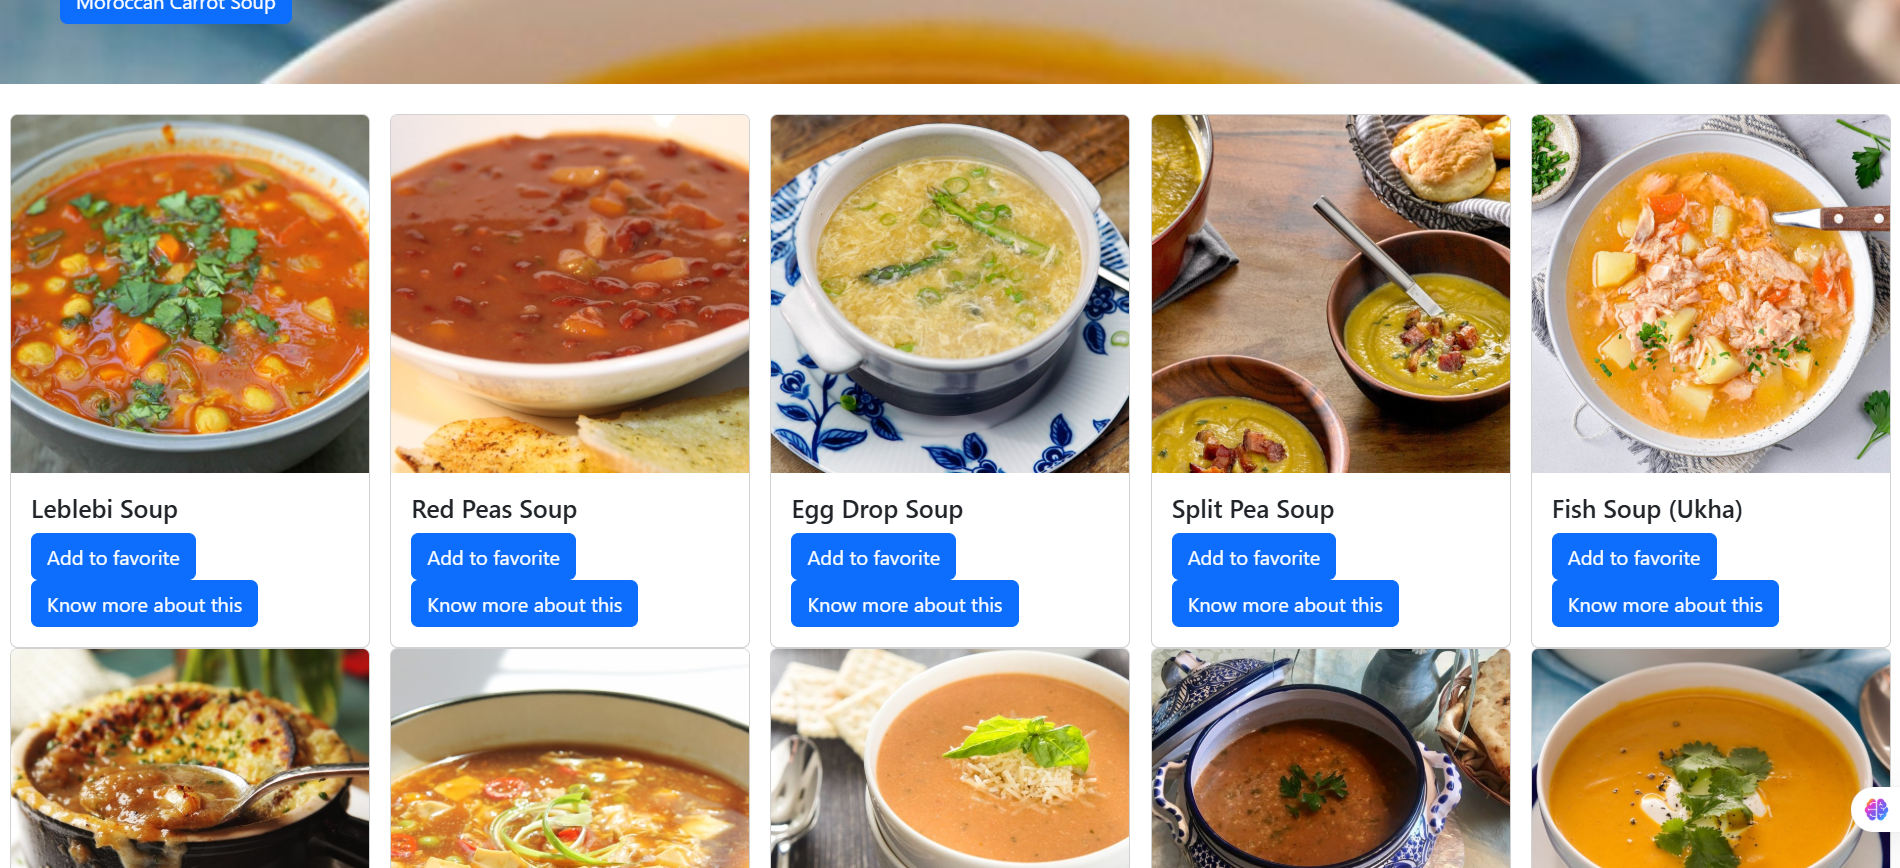 Moroccan Carrot Soup
Leblebi Soup
Add to favorite
Know more about this
Red Peas Soup
Add to favorite
Know more about this
Egg Drop Soup
Add to favorite
Know more about this
Split Pea Soup
Add to favorite
Know more about this
Fish Soup (Ukha)
Add to favorite
Know more about this